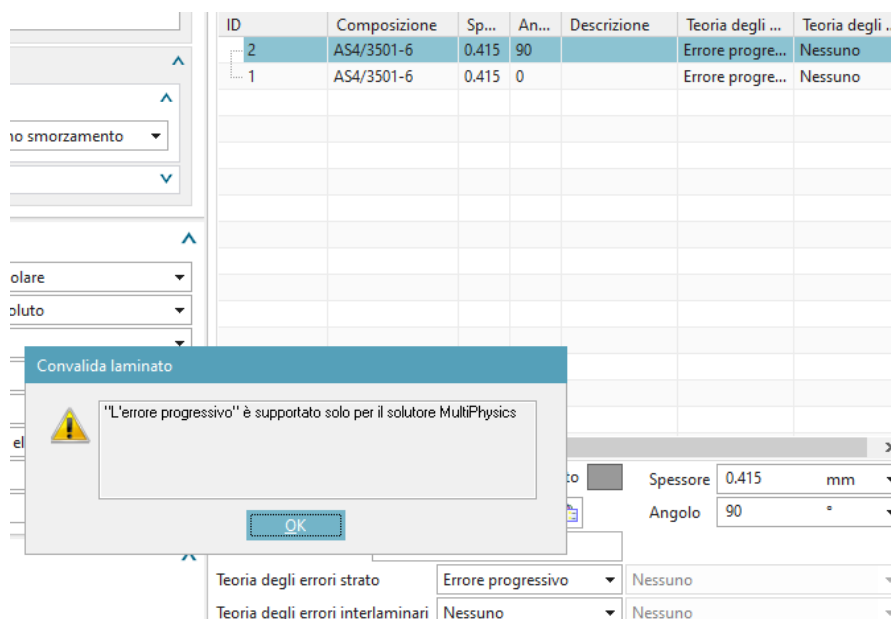 ID Composizione Sp... An... Descrizione Teoria degli ... Teoria degli ..
2 AS4/3501-6 0.415 90 Errore progre... Nessuno
1 AS4/3501-6 0.415 0 Errore progre... Nessuno
no smorzamento
olare
oluto
Convalida laminato
"L'errore progressivo" è supportato solo per il solutore MultiPhysics
OK
el
to Spessore 0.415 mm
Angolo 90 °
Teoria degli errori strato Errore progressivo Nessuno
Teoria degli errori interlaminari Nessuno Nessuno